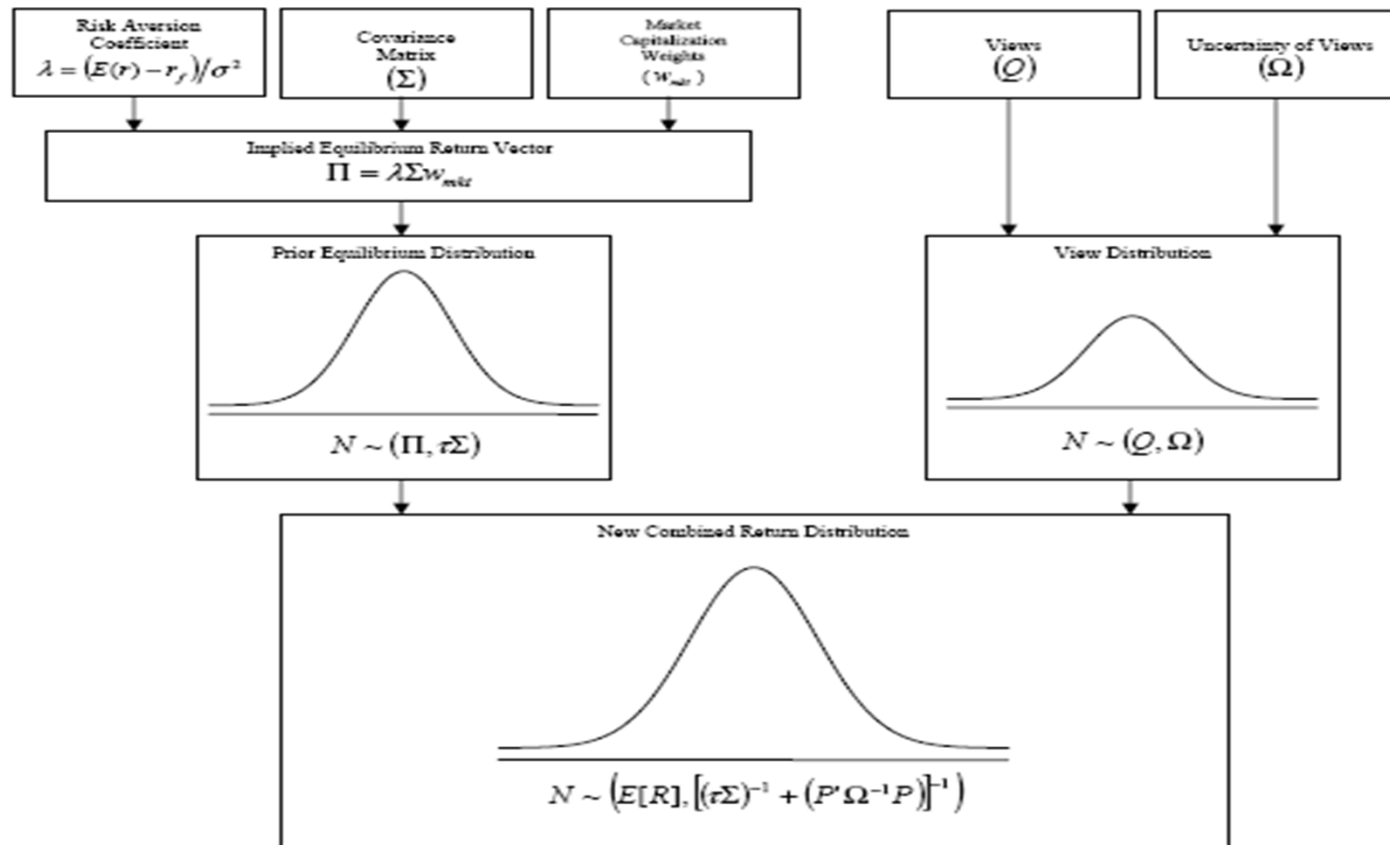 Risk Aversion
Coefficient
λ = (E(r) − r_f)/σ²
Covariance
Matrix
(Σ)
Market
Capitalization
Weights
(w_mkt)
Views
(Q)
Uncertainty of Views
(Ω)
Implied Equilibrium Return Vector
Π = λΣw_mkt
Prior Equilibrium Distribution
N ~ (Π, τΣ)
View Distribution
N ~ (Q, Ω)
New Combined Return Distribution
N ~ (E[R], [(τΣ)⁻¹ + (P'Ω⁻¹P)]⁻¹)